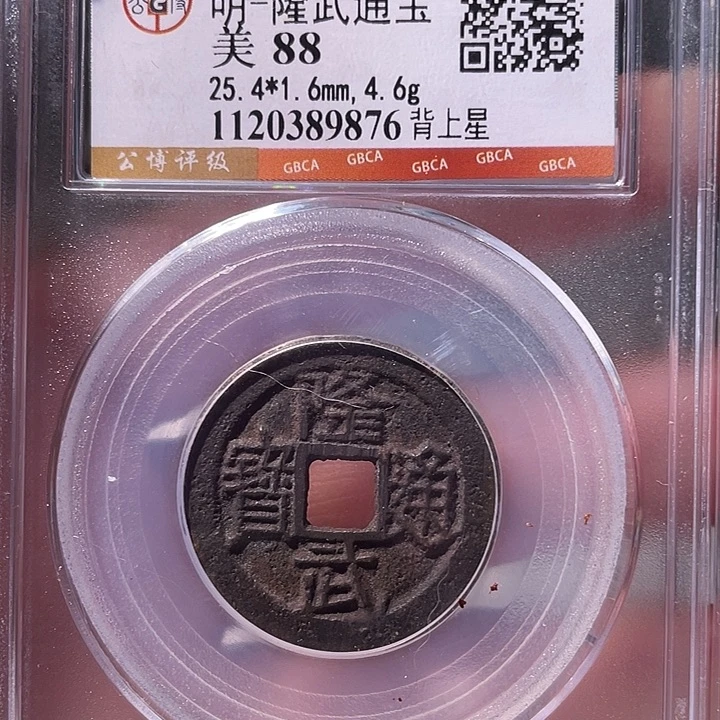 明-隆武通宝
美 88
25.4*1.6mm,4.6g
1120389876 背上星
公博评级 GBCA GBCA GBCA GBCA GBCA
隆武通寶